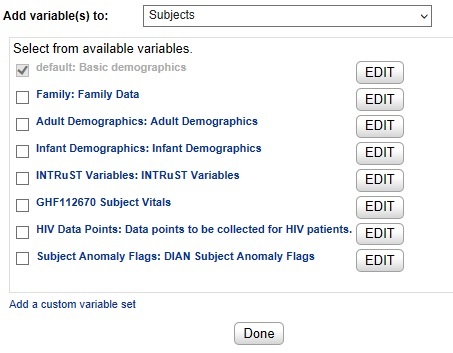 Add variable(s) to: Subjects
Select from available variables.
default: Basic demographics EDIT
Family: Family Data EDIT
Adult Demographics: Adult Demographics EDIT
Infant Demographics: Infant Demographics EDIT
INTRuST Variables: INTRuST Variables EDIT
GHF112670 Subject Vitals EDIT
HIV Data Points: Data points to be collected for HIV patients. EDIT
Subject Anomaly Flags: DIAN Subject Anomaly Flags EDIT
Add a custom variable set
Done